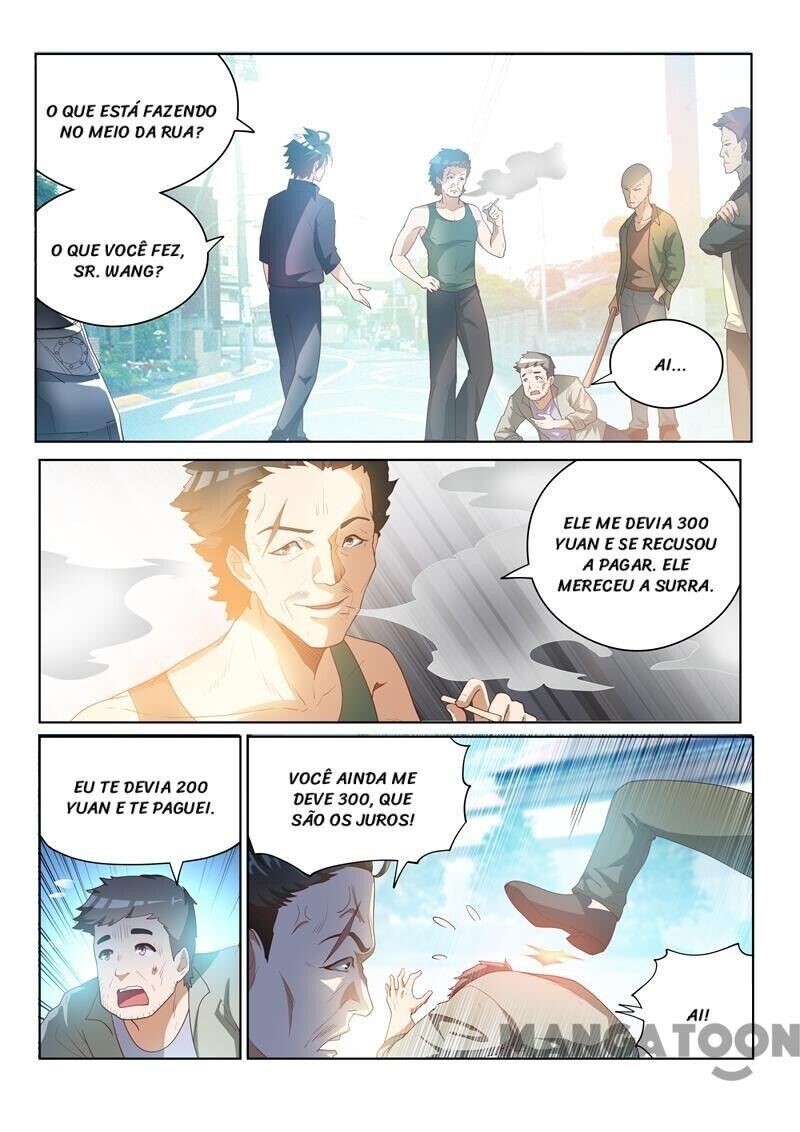 O QUE ESTÁ FAZENDO
NO MEIO DA RUA?
O QUE VOCÊ FEZ,
SR. WANG?
AI...
ELE ME DEVIA 300
YUAN E SE RECUSOU
A PAGAR. ELE
MERECEU A SURRA.
EU TE DEVIA 200
YUAN E TE PAGUEI.
VOCÊ AINDA ME
DEVE 300, QUE
SÃO OS JUROS!
AI!
MANGATOON